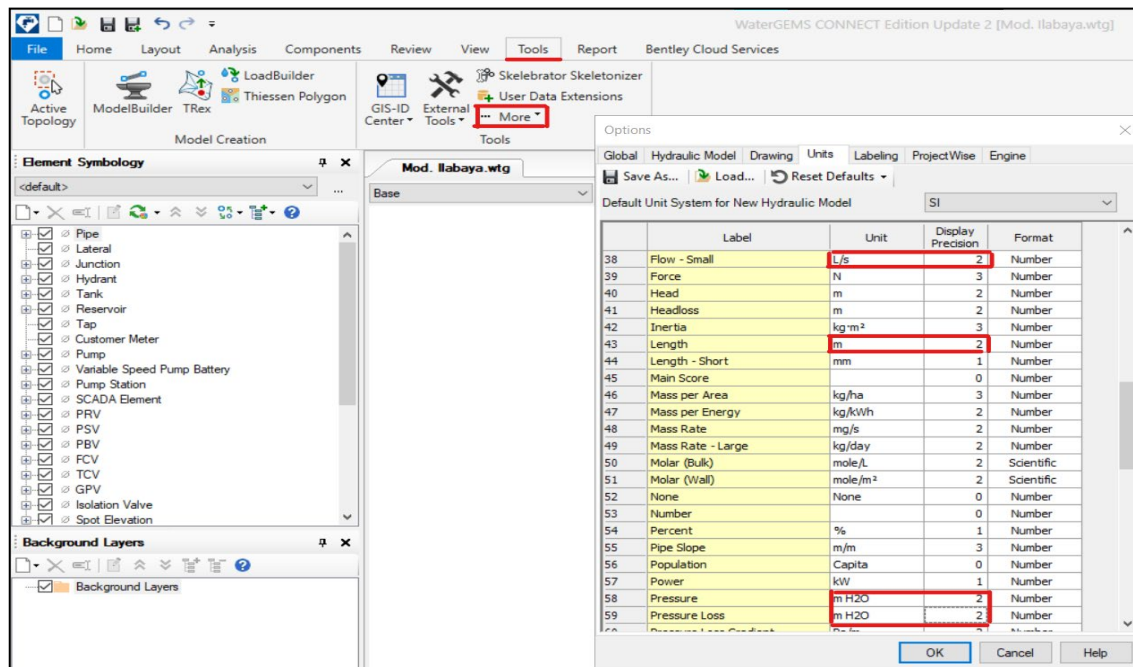 WaterGEMS CONNECT Edition Update 2 [Mod. Ilabaya.wtg]
File Home Layout Analysis Components Review View Tools Report Bentley Cloud Services
Active Topology
ModelBuilder
TRex
LoadBuilder
Thiessen Polygon
Model Creation
GIS-ID Center
External Tools
Skelebrator Skeletonizer
User Data Extensions
More
Tools
Element Symbology
<default>
...
Pipe
Lateral
Junction
Hydrant
Tank
Reservoir
Tap
Customer Meter
Pump
Variable Speed Pump Battery
Pump Station
SCADA Element
PRV
PSV
PBV
FCV
TCV
GPV
Isolation Valve
Spot Elevation
Background Layers
Background Layers
Mod. Ilabaya.wtg
Base
Options
Global Hydraulic Model Drawing Units Labeling ProjectWise Engine
Save As... Load... Reset Defaults
Default Unit System for New Hydraulic Model SI
Label Unit Display Precision Format
38 Flow - Small L/s 2 Number
39 Force N 3 Number
40 Head m 2 Number
41 Headloss m 2 Number
42 Inertia kg·m² 3 Number
43 Length m 2 Number
44 Length - Short mm 1 Number
45 Main Score 0 Number
46 Mass per Area kg/ha 3 Number
47 Mass per Energy kg/kWh 2 Number
48 Mass Rate mg/s 2 Number
49 Mass Rate - Large kg/day 2 Number
50 Molar (Bulk) mole/L 2 Scientific
51 Molar (Wall) mole/m² 2 Scientific
52 None None 0 Number
53 Number 0 Number
54 Percent % 1 Number
55 Pipe Slope m/m 3 Number
56 Population Capita 0 Number
57 Power kW 1 Number
58 Pressure m H2O 2 Number
59 Pressure Loss m H2O 2 Number
OK Cancel Help